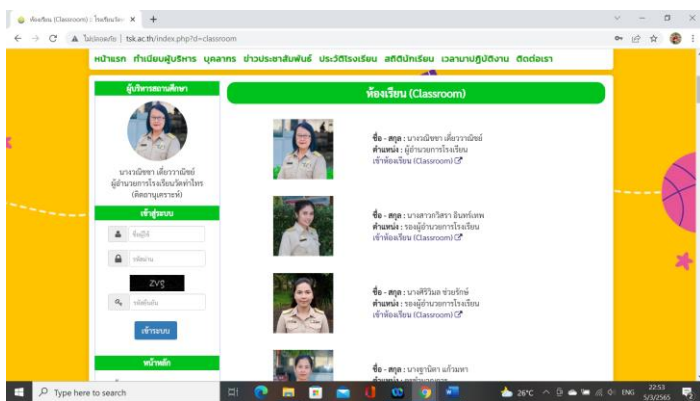 ห้องเรียน (Classroom) : โรงเรียนวัด
ไม่ปลอดภัย | tsk.ac.th/index.php?d=classroom
หน้าแรก ทำเนียบผู้บริหาร บุคลากร ข่าวประชาสัมพันธ์ ประวัติโรงเรียน สถิตินักเรียน เวลามาปฏิบัติงาน ติดต่อเรา
ผู้บริหารสถานศึกษา
นางวณิชชา เตี้ยววาณิชย์
ผู้อำนวยการโรงเรียนวัดท่าไทร
(ดิตถานุเคราะห์)
เข้าสู่ระบบ
ชื่อผู้ใช้
รหัสผ่าน
zvg
รหัสยืนยัน
เข้าระบบ
หน้าหลัก
ห้องเรียน (Classroom)
ชื่อ - สกุล : นางวณิชชา เตี้ยววาณิชย์
ตำแหน่ง : ผู้อำนวยการโรงเรียน
เข้าห้องเรียน (Classroom)
ชื่อ - สกุล : นางสาวกวิสรา อินทร์เทพ
ตำแหน่ง : รองผู้อำนวยการโรงเรียน
เข้าห้องเรียน (Classroom)
ชื่อ - สกุล : นางศิริวิมล ช่วยรักษ์
ตำแหน่ง : รองผู้อำนวยการโรงเรียน
เข้าห้องเรียน (Classroom)
ชื่อ - สกุล : นางฐานิตา แก้วมหา
Type here to search
26°C
ENG
22:53
5/3/2565